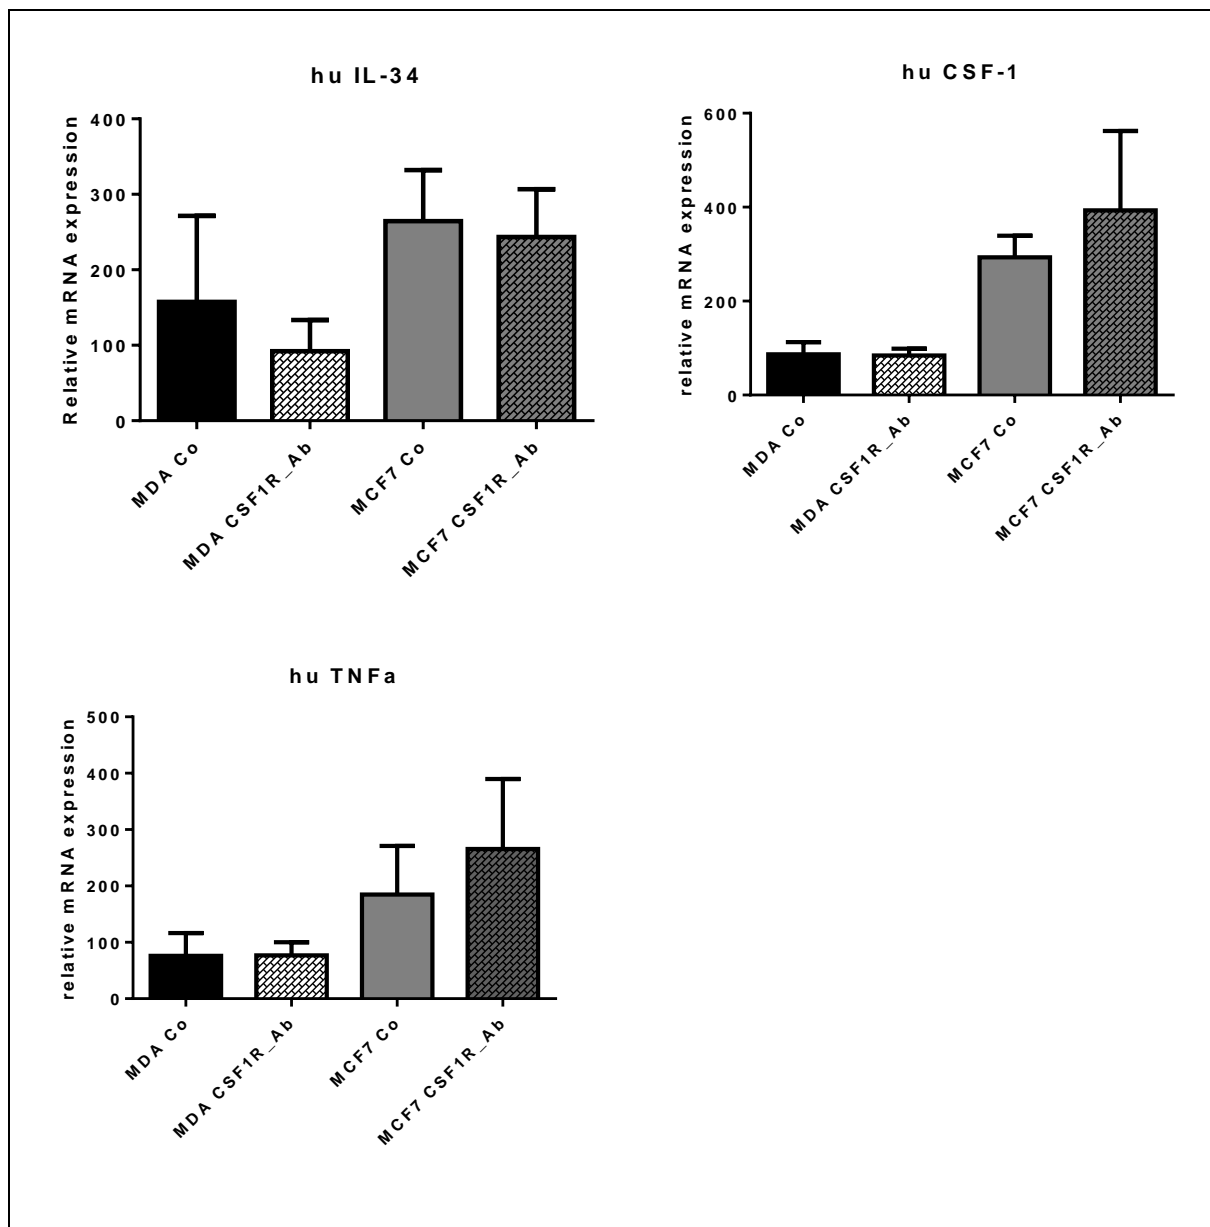 hu IL-34
Relative mRNA expression
400
300
200
100
0
MDA Co
MDA CSF1R_Ab
MCF7 Co
MCF7 CSF1R_Ab
hu CSF-1
relative mRNA expression
600
400
200
0
MDA Co
MDA CSF1R_Ab
MCF7 Co
MCF7 CSF1R_Ab
hu TNFa
relative mRNA expression
500
400
300
200
100
0
MDA Co
MDA CSF1R_Ab
MCF7 Co
MCF7 CSF1R_Ab